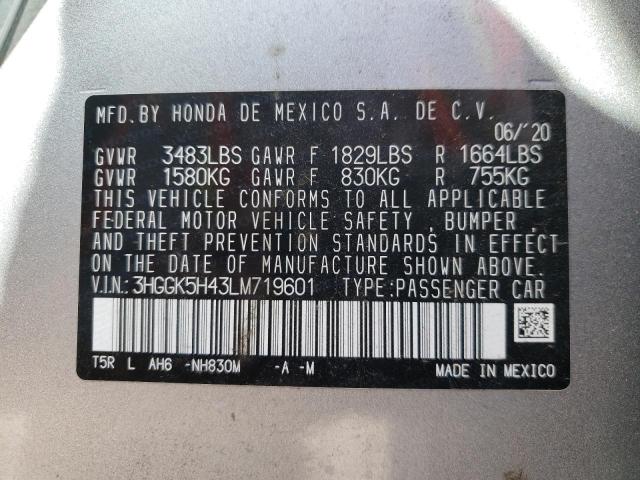 MFD. BY HONDA DE MEXICO S.A. DE C.V.
06/'20
GVWR 3483LBS GAWR F 1829LBS R 1664LBS
GVWR 1580KG GAWR F 830KG R 755KG
THIS VEHICLE CONFORMS TO ALL APPLICABLE
FEDERAL MOTOR VEHICLE SAFETY , BUMPER ,
AND THEFT PREVENTION STANDARDS IN EFFECT
ON THE DATE OF MANUFACTURE SHOWN ABOVE.
V.I.N.:3HGGK5H43LM719601 TYPE:PASSENGER CAR
T5R L AH6 -NH830M -A -M MADE IN MEXICO